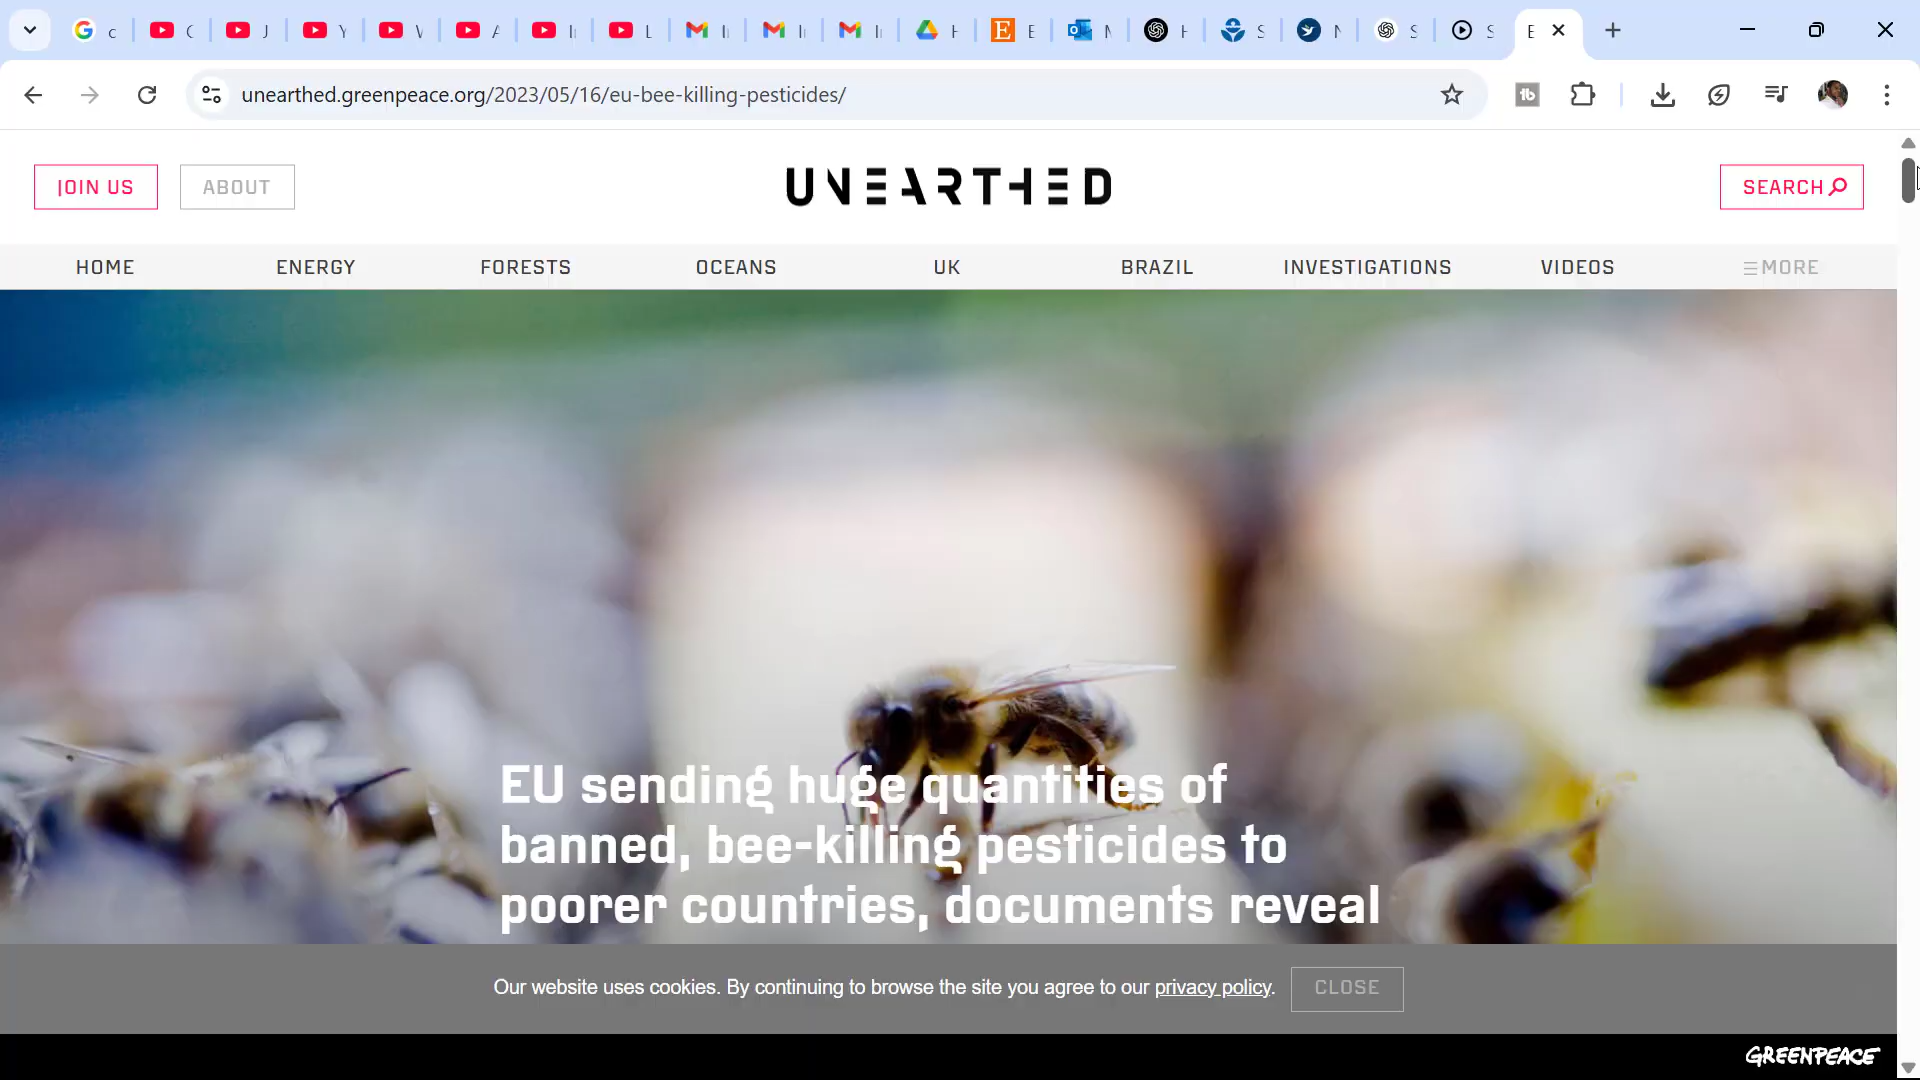 c
J
Y
L
E
S
S
S
E
unearthed.greenpeace.org/2023/05/16/eu-bee-killing-pesticides/
JOIN US
ABOUT
UNEARTHED
SEARCH
HOME
ENERGY
FORESTS
OCEANS
UK
BRAZIL
INVESTIGATIONS
VIDEOS
MORE
EU sending huge quantities of
banned, bee-killing pesticides to
poorer countries, documents reveal
Our website uses cookies. By continuing to browse the site you agree to our privacy policy.
CLOSE
GREENPEACE